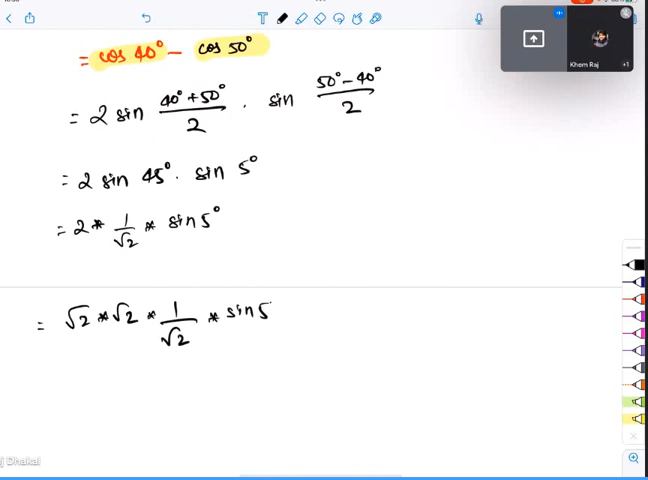 = cos 40° − cos 50°
= 2 sin (40° + 50°)/2 · sin (50° − 40°)/2
= 2 sin 45° · sin 5°
= 2 * 1/√2 * sin 5°
= √2 * √2 * 1/√2 * sin 5
Khem Raj
+1
j Dhakal